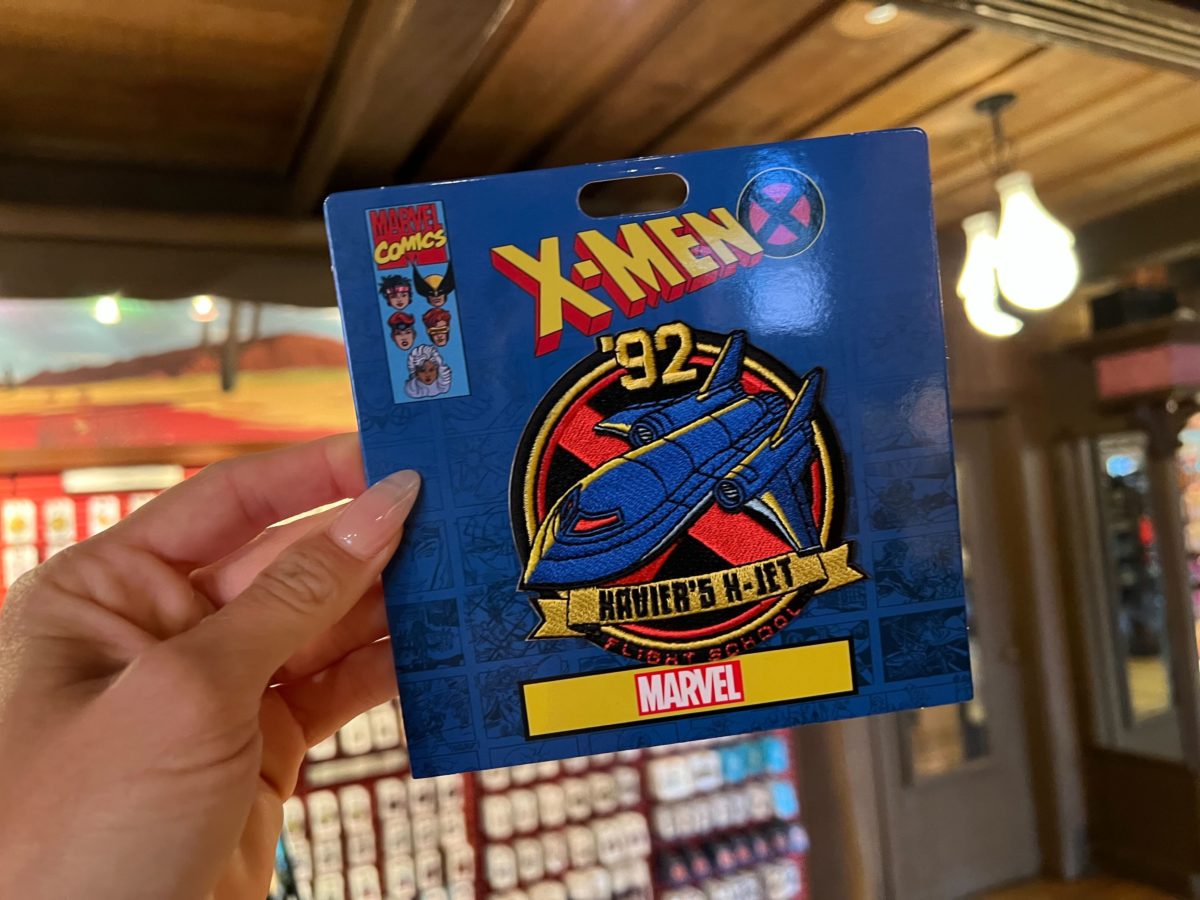 MARVEL
COMICS
X-MEN
'92
XAVIER'S X-JET
FLIGHT SCHOOL
MARVEL